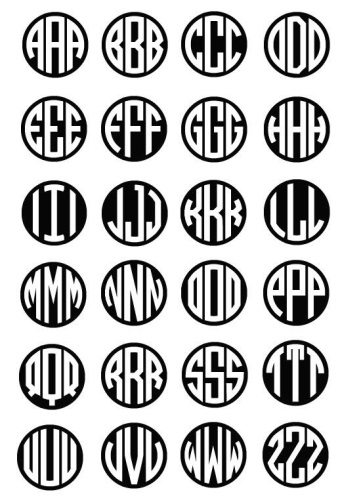 AAA BBB CCC DDD
EEE FFF GGG HHH
III JJJ KKK LLL
MMM NNN OOO PPP
QQQ RRR SSS TTT
UUU VVV WWW ZZZ